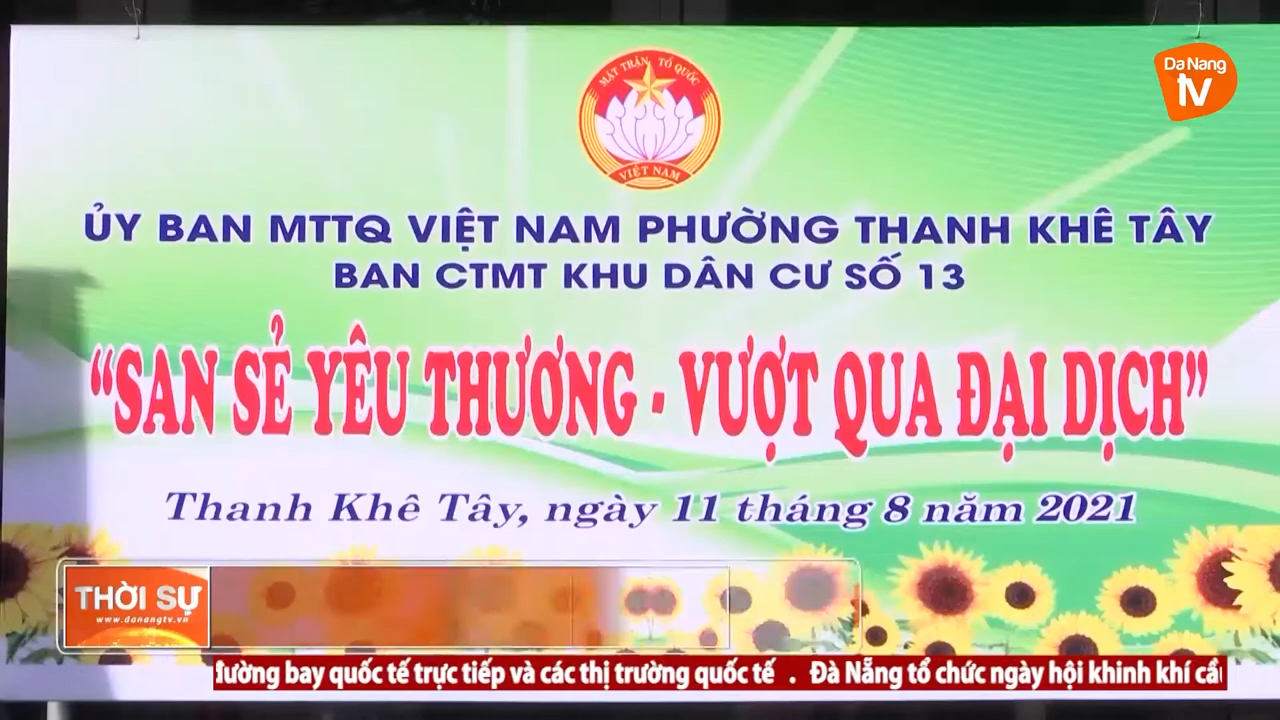 Da Nang
tv
MẶT TRẬN TỔ QUỐC
VIỆT NAM
ỦY BAN MTTQ VIỆT NAM PHƯỜNG THANH KHÊ TÂY
BAN CTMT KHU DÂN CƯ SỐ 13
“SAN SẺ YÊU THƯƠNG - VƯỢT QUA ĐẠI DỊCH”
Thanh Khê Tây, ngày 11 tháng 8 năm 2021
THỜI SỰ
www.danangtv.vn
đường bay quốc tế trực tiếp và các thị trường quốc tế . Đà Nẵng tổ chức ngày hội khinh khí cầu